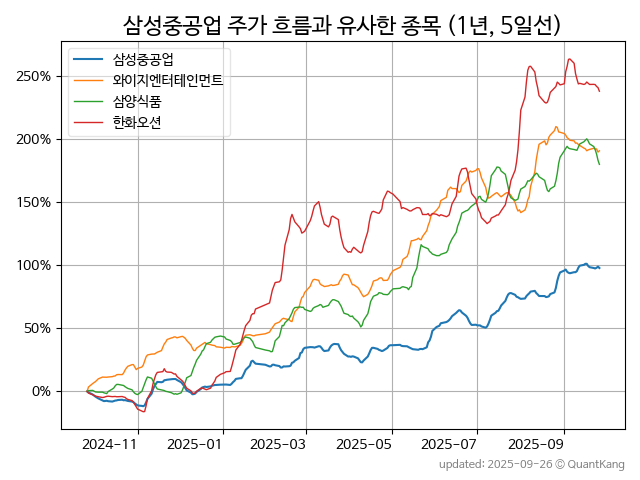 삼성중공업 주가 흐름과 유사한 종목 (1년, 5일선)
삼성중공업
와이지엔터테인먼트
삼양식품
한화오션
250%
200%
150%
100%
50%
0%
2024-11
2025-01
2025-03
2025-05
2025-07
2025-09
updated: 2025-09-26 © QuantKang